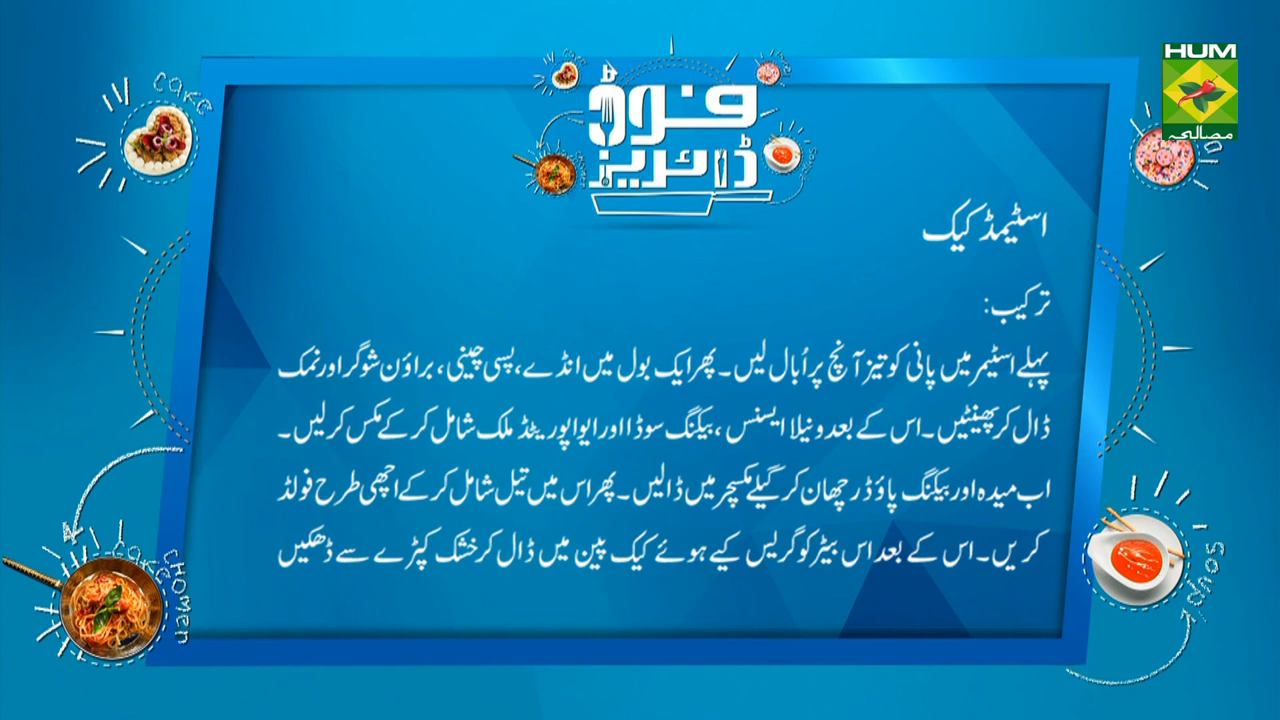 HUM
مصالحہ
فوڈ
ڈائریز
cake
اسٹیمڈ کیک
ترکیب:
پہلے اسٹیمر میں پانی کو تیز آنچ پر اُبال لیں۔ پھر ایک بول میں انڈے، پسی چینی، براؤن شوگر اور نمک
ڈال کر پھینٹیں۔ اس کے بعد ونیلا ایسنس، بیکنگ سوڈا اور ایواپوریٹڈ ملک شامل کر کے مکس کر لیں۔
اب میدہ اور بیکنگ پاؤڈر چھان کر گیلے مکسچر میں ڈالیں۔ پھر اس میں تیل شامل کر کے اچھی طرح فولڈ
کریں۔ اس کے بعد اس بیٹر کو گریس کیے ہوئے کیک پین میں ڈال کر خشک کپڑے سے ڈھکیں
chomen
soup